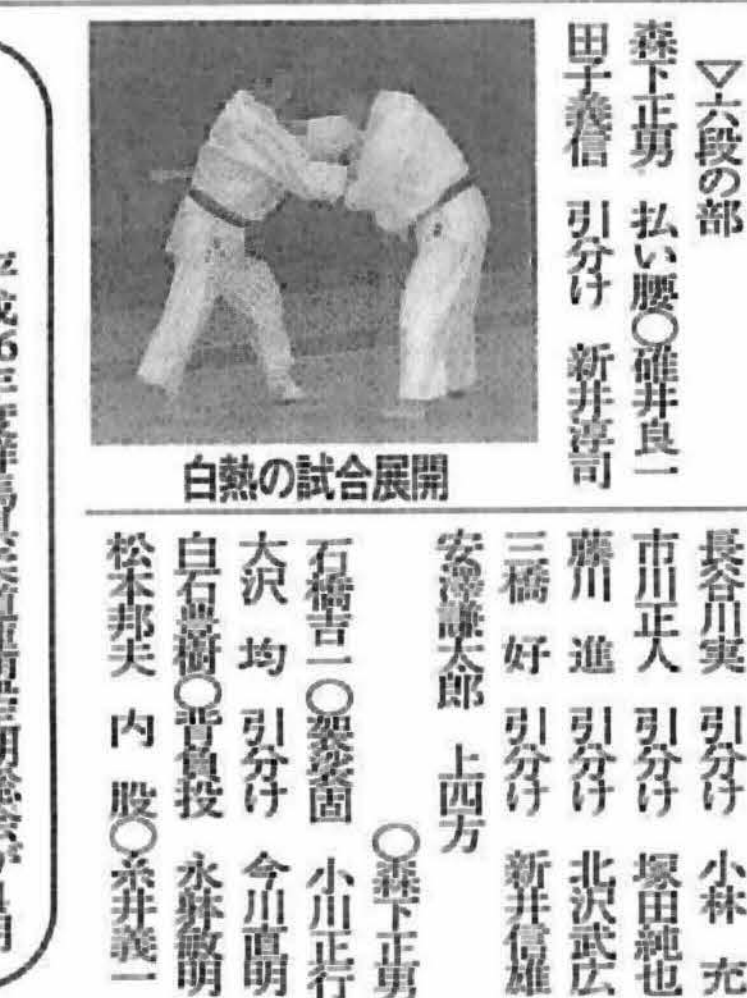 ▽六段の部
森下正男 払い腰○碓井良一
田子義信 引分け 新井淳司
白熱の試合展開
長谷川実 引分け 小林 充
市川正人 引分け 塚田純也
藤川 進 引分け 北沢武広
三橋 好 引分け 新井信雄
安澤謙太郎 上四方
○森下正男
石橋吉一○袈裟固 小川正行
大沢 均 引分け 今川直明
白石豊樹○背負投 永躰敏明
松本邦夫 内 股○糸井義一